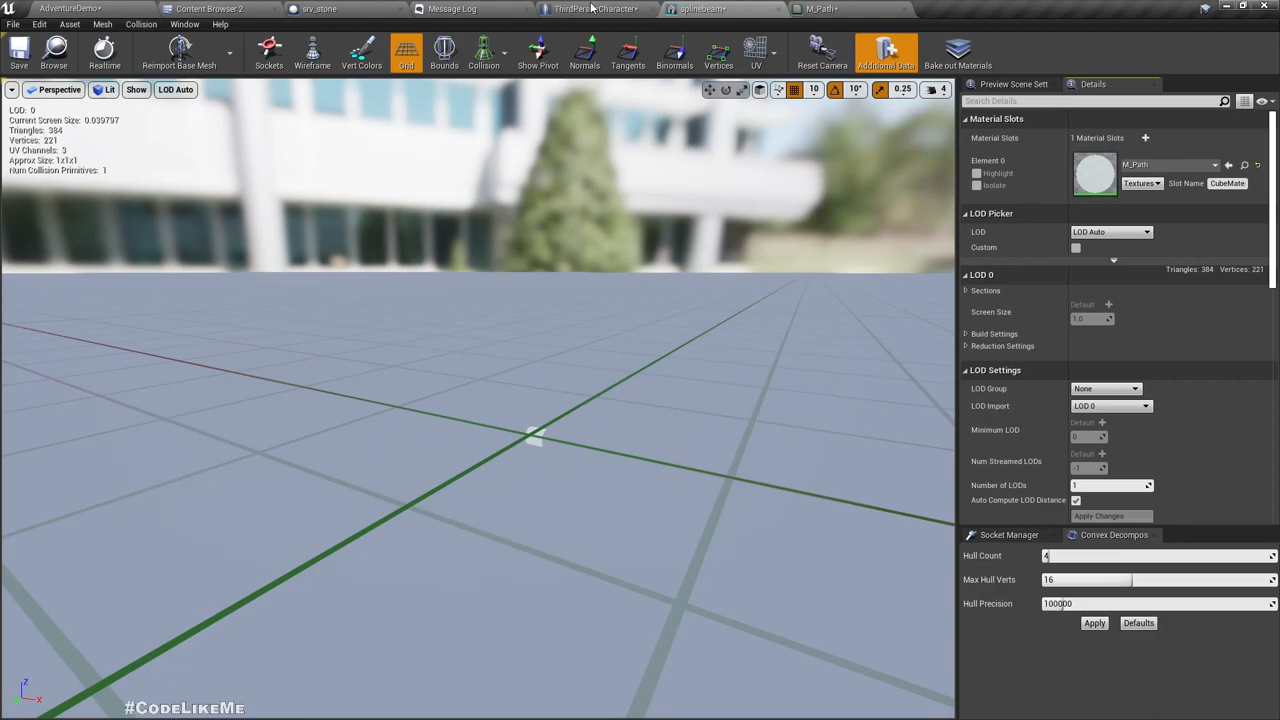 AdventureDemo*
Content Browser 2
srv_stone
Message Log
splinebeam*
M_Path*
File
Edit
Asset
Mesh
Collision
Window
Help
Save
Browse
Realtime
Reimport Base Mesh
Sockets
Wireframe
Vert Colors
Grid
Bounds
Collision
Show Pivot
Normals
Tangents
Binormals
Vertices
UV
Reset Camera
Additional Data
Bake out Materials
Perspective
Lit
Show
LOD Auto
10
10°
0.25
4
LOD: 0
Current Screen Size: 0.039797
Triangles: 384
Vertices: 221
UV Channels: 3
Approx Size: 1x1x1
Num Collision Primitives: 1
Z
X
#CodeLikeMe
Preview Scene Sett
Details
Search Details
Material Slots
Material Slots
1 Material Slots
Element 0
Highlight
Isolate
M_Path
Textures
Slot Name
CubeMate
LOD Picker
LOD
LOD Auto
Custom
Triangles: 384 Vertices: 221
LOD 0
Sections
Screen Size
Default
1.0
Build Settings
Reduction Settings
LOD Settings
LOD Group
None
LOD Import
LOD 0
Minimum LOD
Default
0
Num Streamed LODs
Default
-1
Number of LODs
1
Auto Compute LOD Distance
Apply Changes
Socket Manager
Convex Decompos
Hull Count
4
Max Hull Verts
16
Hull Precision
100000
Apply
Defaults